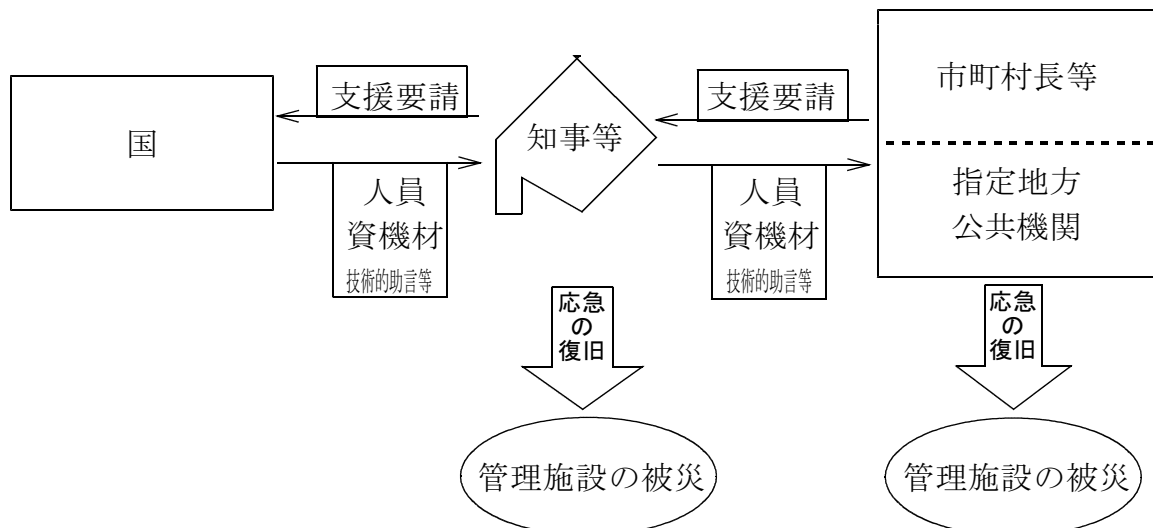 国
支援要請
人員
資機材
技術的助言等
知事等
支援要請
人員
資機材
技術的助言等
市町村長等
指定地方
公共機関
応急
の
復旧
応急
の
復旧
管理施設の被災
管理施設の被災